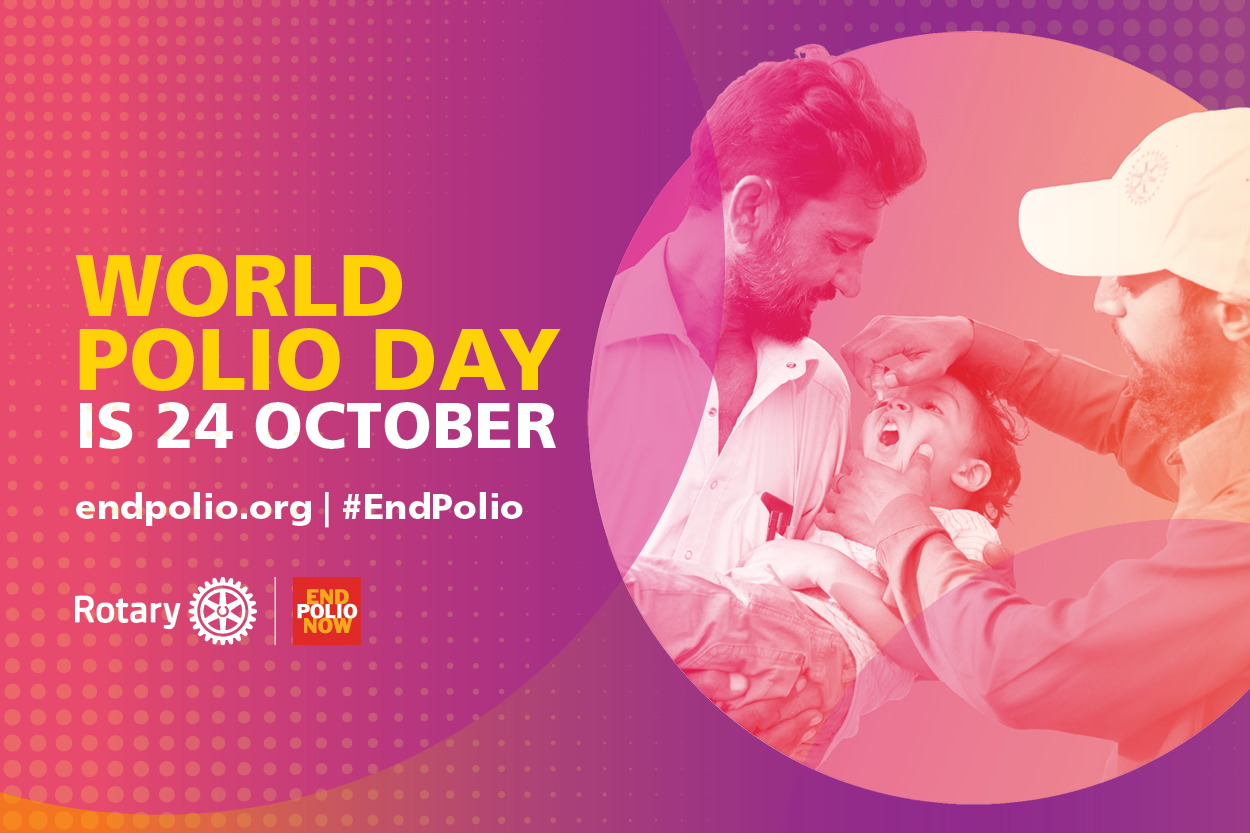 WORLD
POLIO DAY
IS 24 OCTOBER
endpolio.org | #EndPolio
Rotary
END
POLIO
NOW